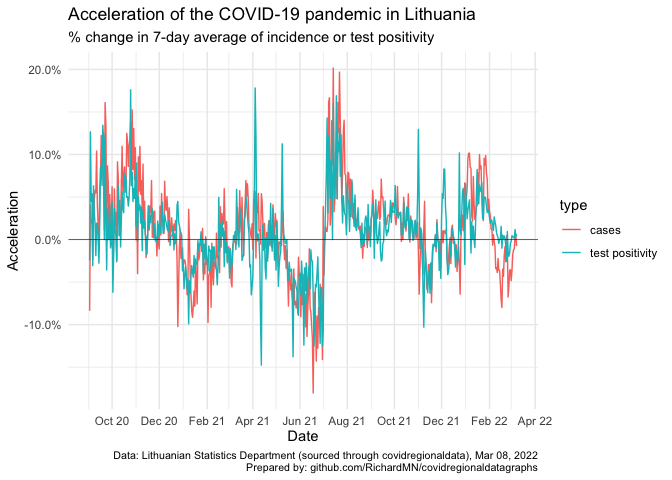 Acceleration of the COVID-19 pandemic in Lithuania
% change in 7-day average of incidence or test positivity
20.0%
10.0%
0.0%
-10.0%
Acceleration
Oct 20 Dec 20 Feb 21 Apr 21 Jun 21 Aug 21 Oct 21 Dec 21 Feb 22 Apr 22
Date
type
cases
test positivity
Data: Lithuanian Statistics Department (sourced through covidregionaldata), Mar 08, 2022
Prepared by: github.com/RichardMN/covidregionaldatagraphs